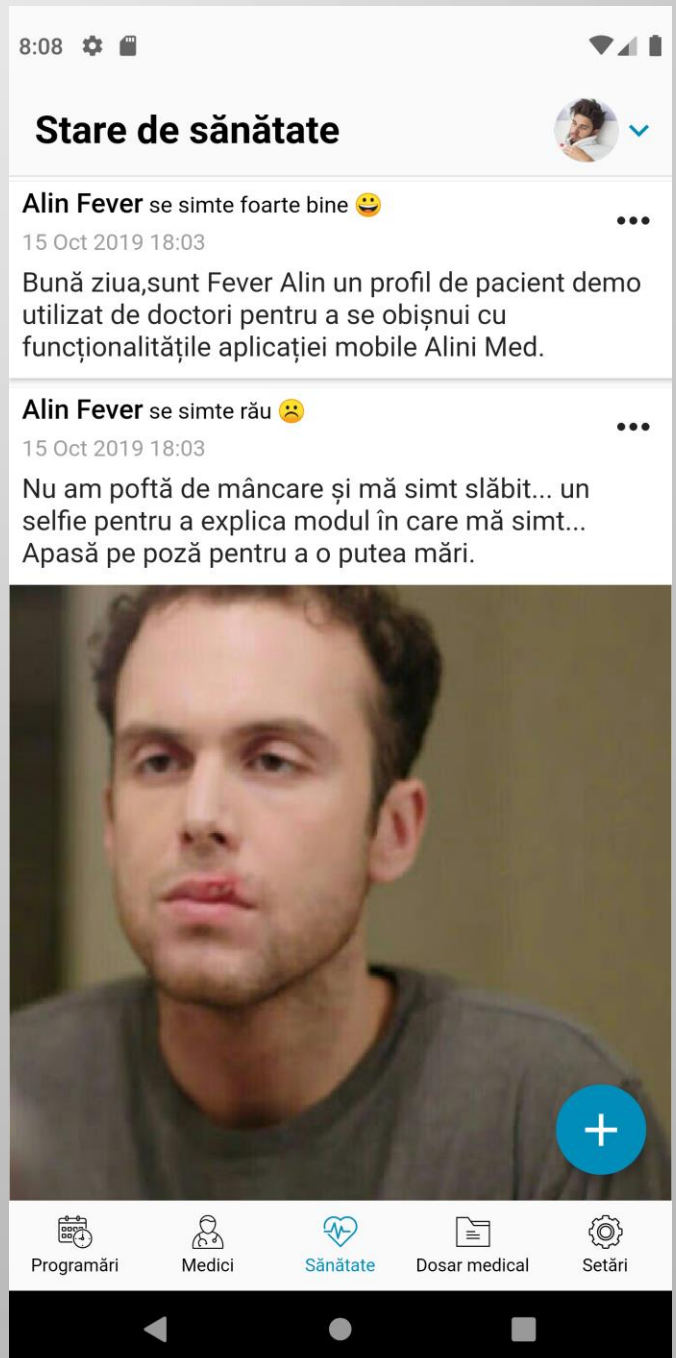 8:08
Stare de sănătate
Alin Fever se simte foarte bine 😀
15 Oct 2019 18:03
Bună ziua,sunt Fever Alin un profil de pacient demo
utilizat de doctori pentru a se obișnui cu
funcționalitățile aplicației mobile Alini Med.
Alin Fever se simte rău ☹️
15 Oct 2019 18:03
Nu am poftă de mâncare și mă simt slăbit... un
selfie pentru a explica modul în care mă simt...
Apasă pe poză pentru a o putea mări.
Programări Medici Sănătate Dosar medical Setări